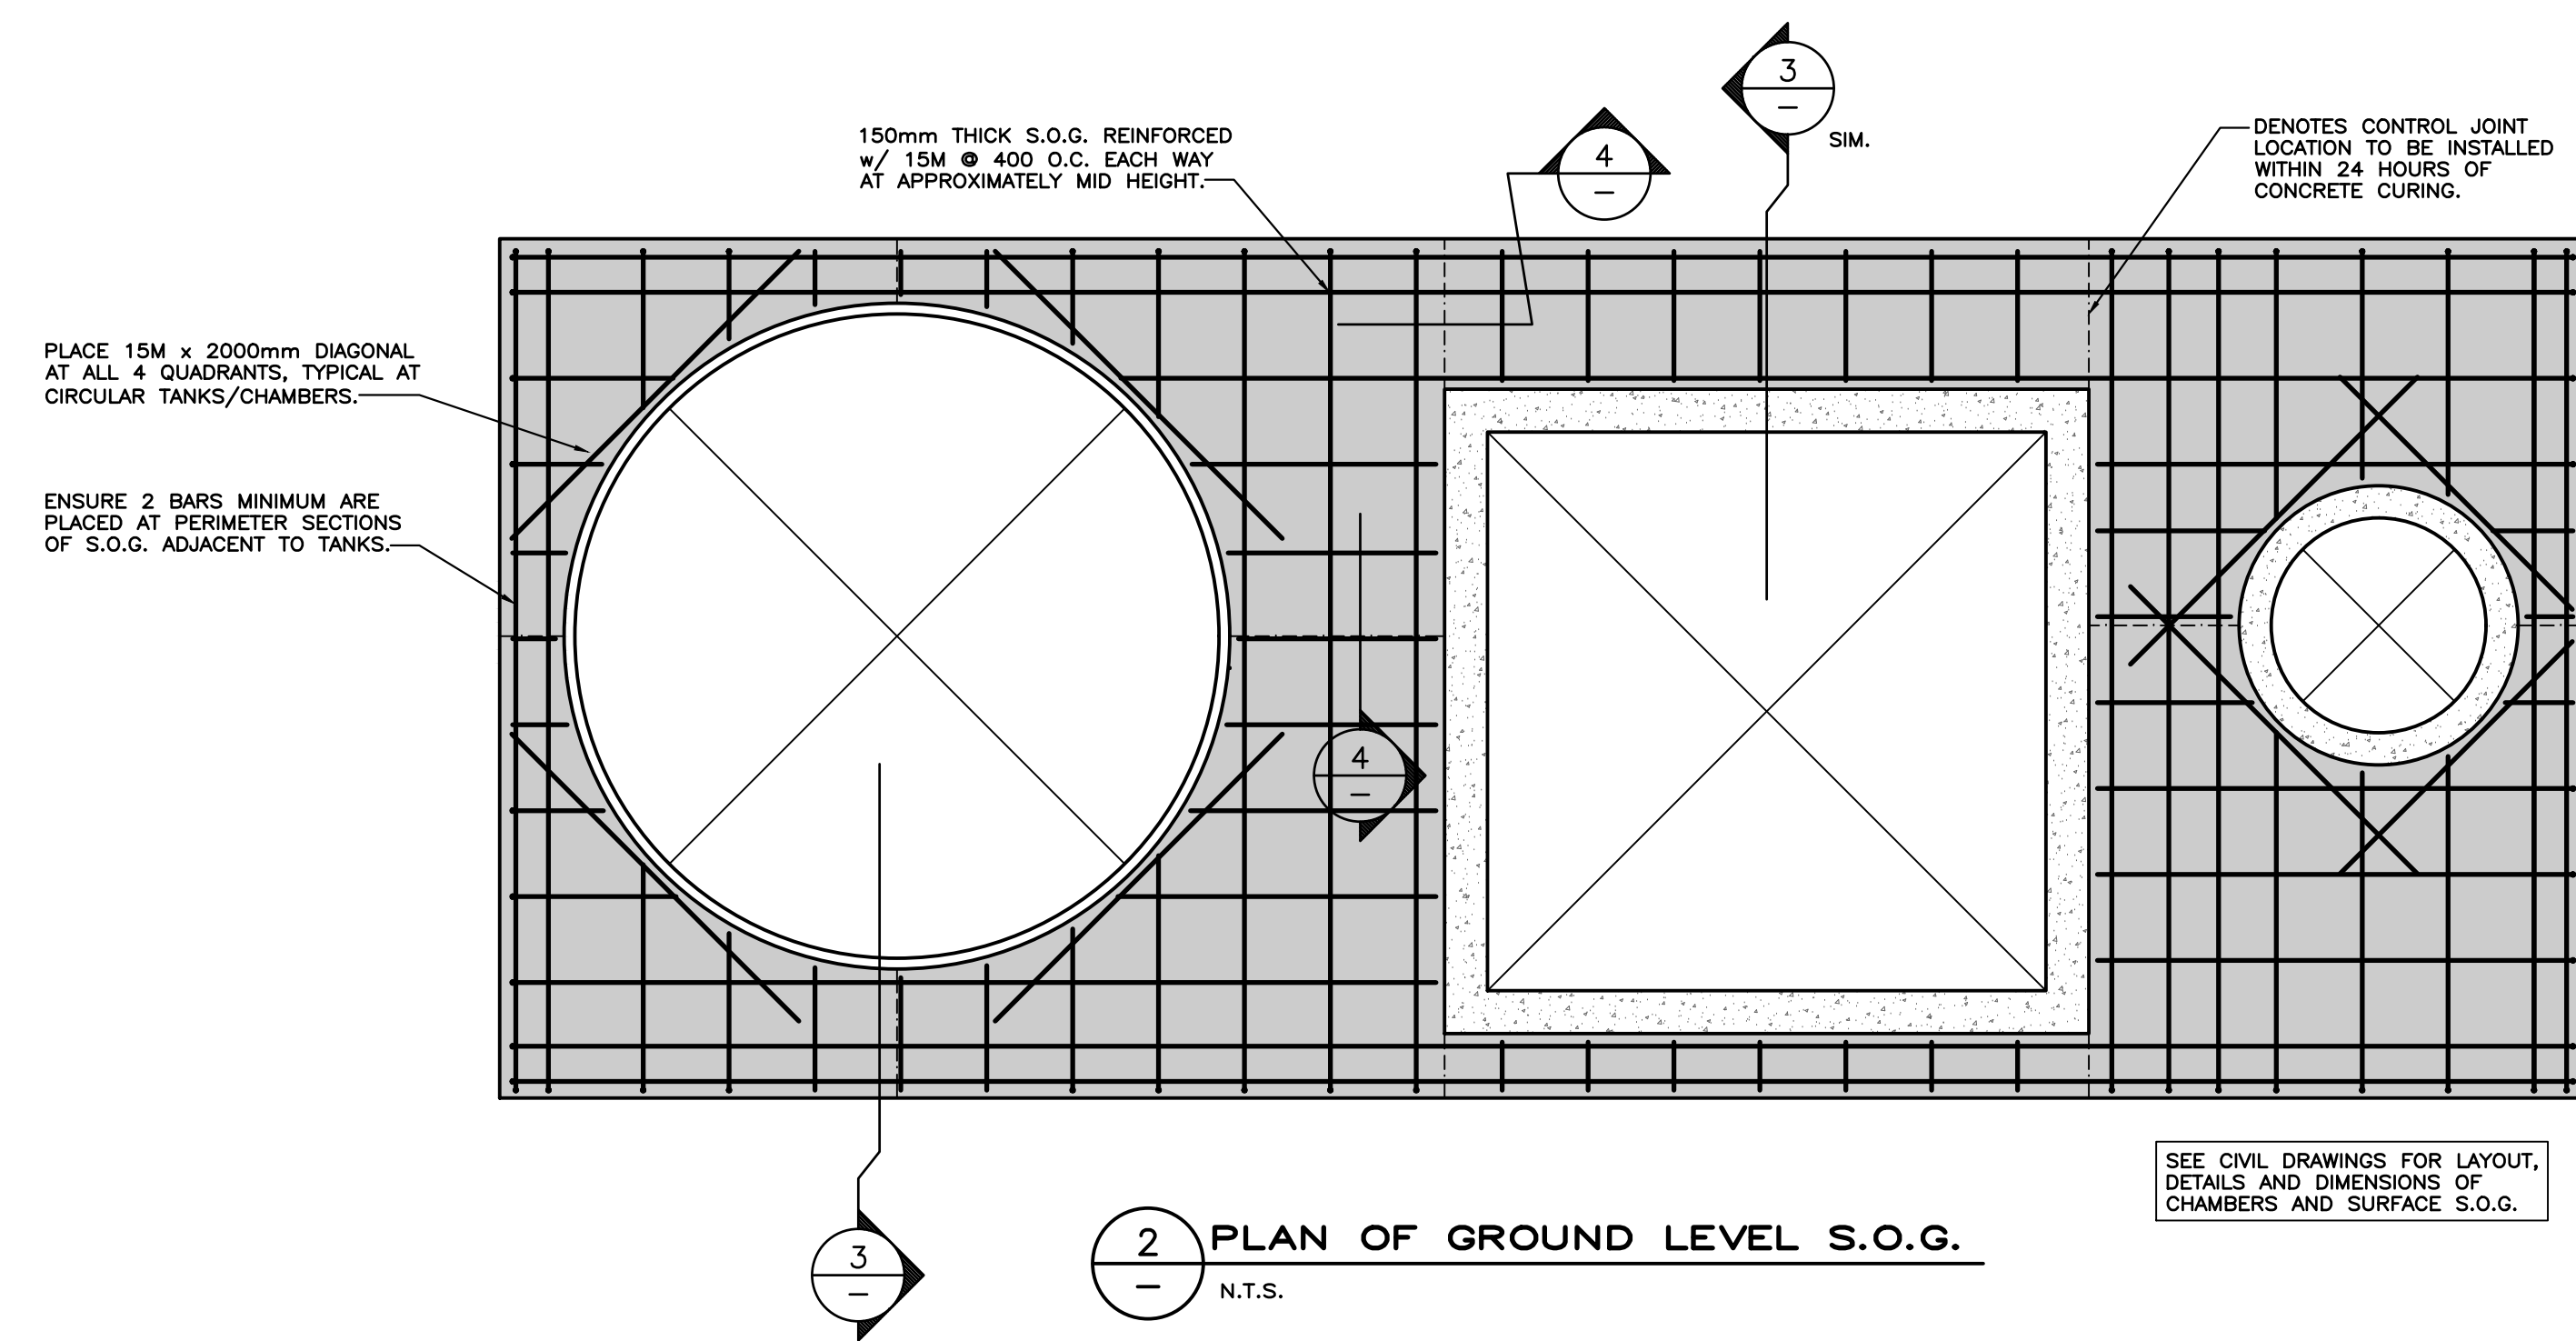 3
–
SIM.
4
–
150mm THICK S.O.G. REINFORCED
w/ 15M @ 400 O.C. EACH WAY
AT APPROXIMATELY MID HEIGHT.
DENOTES CONTROL JOINT
LOCATION TO BE INSTALLED
WITHIN 24 HOURS OF
CONCRETE CURING.
PLACE 15M x 2000mm DIAGONAL
AT ALL 4 QUADRANTS, TYPICAL AT
CIRCULAR TANKS/CHAMBERS.
ENSURE 2 BARS MINIMUM ARE
PLACED AT PERIMETER SECTIONS
OF S.O.G. ADJACENT TO TANKS.
4
–
SEE CIVIL DRAWINGS FOR LAYOUT,
DETAILS AND DIMENSIONS OF
CHAMBERS AND SURFACE S.O.G.
3
–
2
–
PLAN OF GROUND LEVEL S.O.G.
N.T.S.